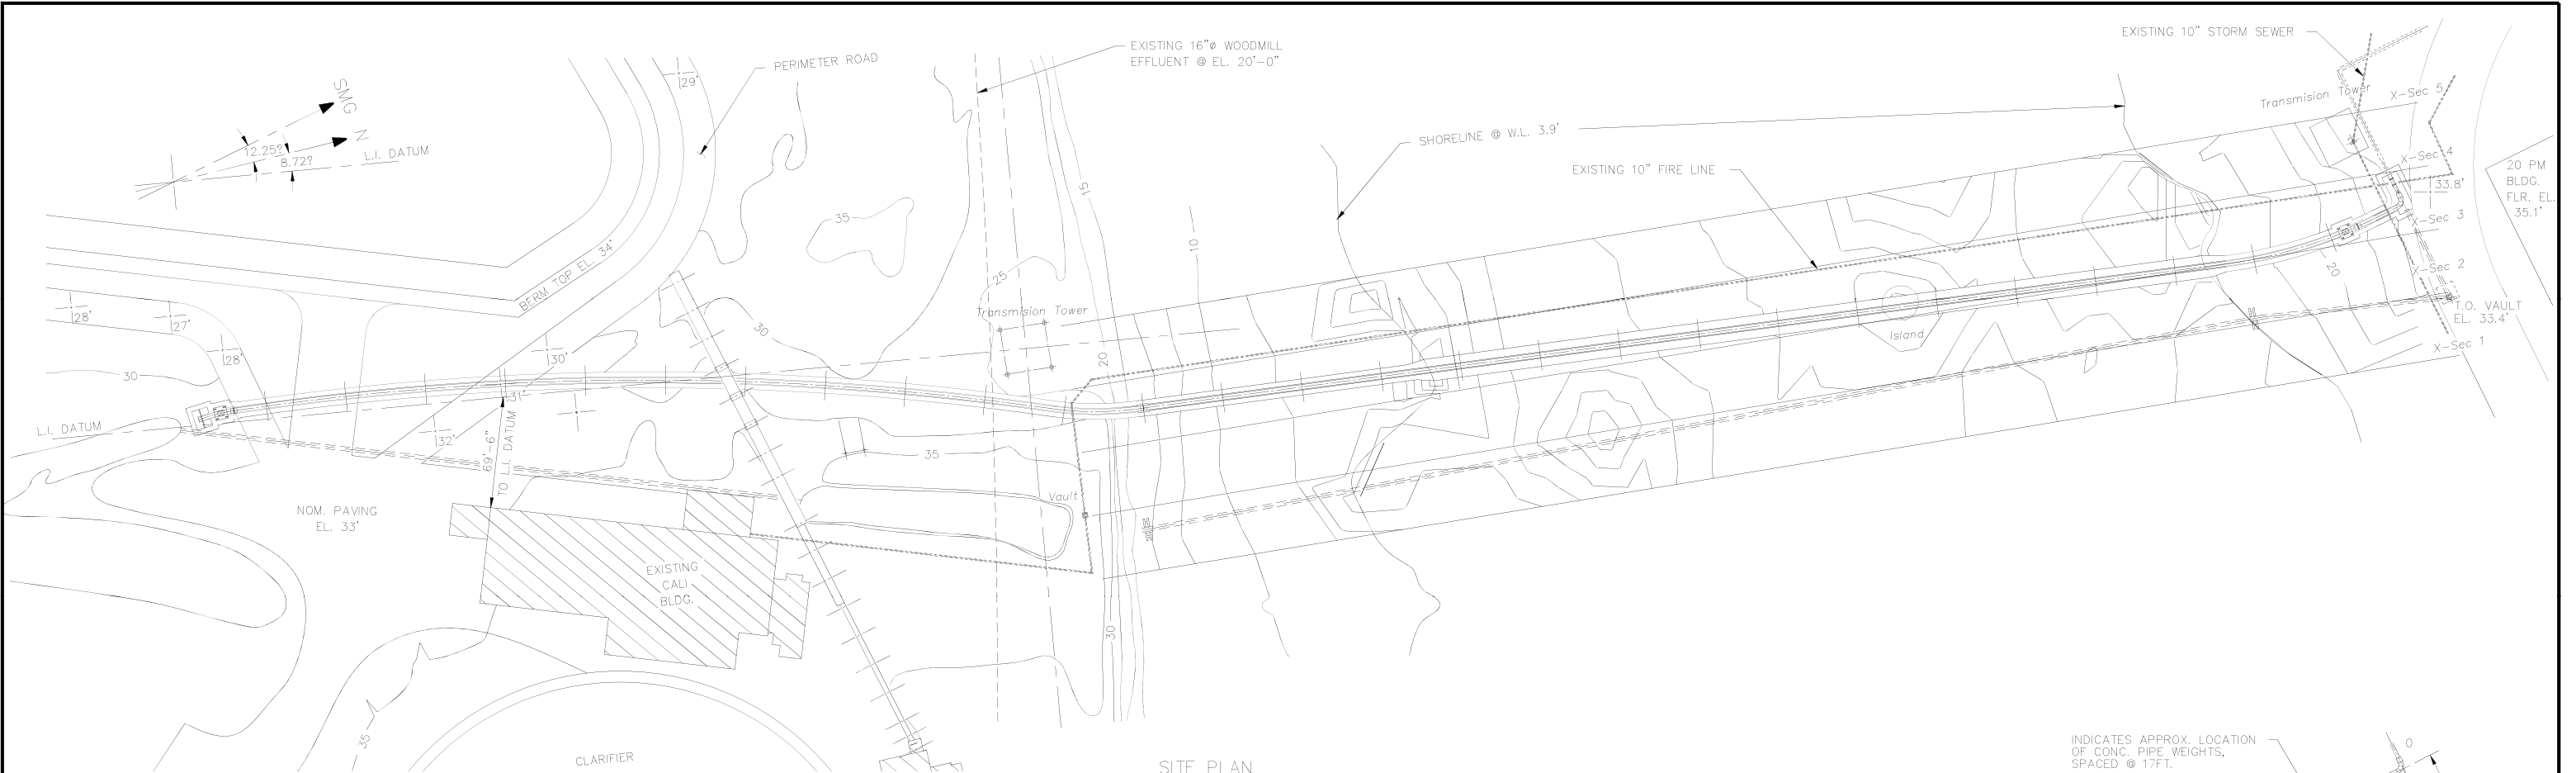 EXISTING 16"ø WOODMILL
EFFLUENT @ EL. 20'-0"
EXISTING 10" STORM SEWER
PERIMETER ROAD
29'
SMG
N
12.25?
8.72?
L.I. DATUM
SHORELINE @ W.L. 3.9'
EXISTING 10" FIRE LINE
Transmision Tower
X-Sec 5
X-Sec 4
33.8'
X-Sec 3
20 PM
BLDG.
FLR. EL.
35.1'
X-Sec 2
20
T.O. VAULT
EL. 33.4'
X-Sec 1
15
10
35
25
BERM TOP EL. 34'
Transmision Tower
30
20
Island
28'
27'
28'
30'
30
31'
32'
L.I. DATUM
69'-6"
TO L.I. DATUM
35
Vault
NOM. PAVING
EL. 33'
EXISTING
CALI
BLDG.
30
35
CLARIFIER
SITE PLAN
INDICATES APPROX. LOCATION
OF CONC. PIPE WEIGHTS,
SPACED @ 17FT.
0